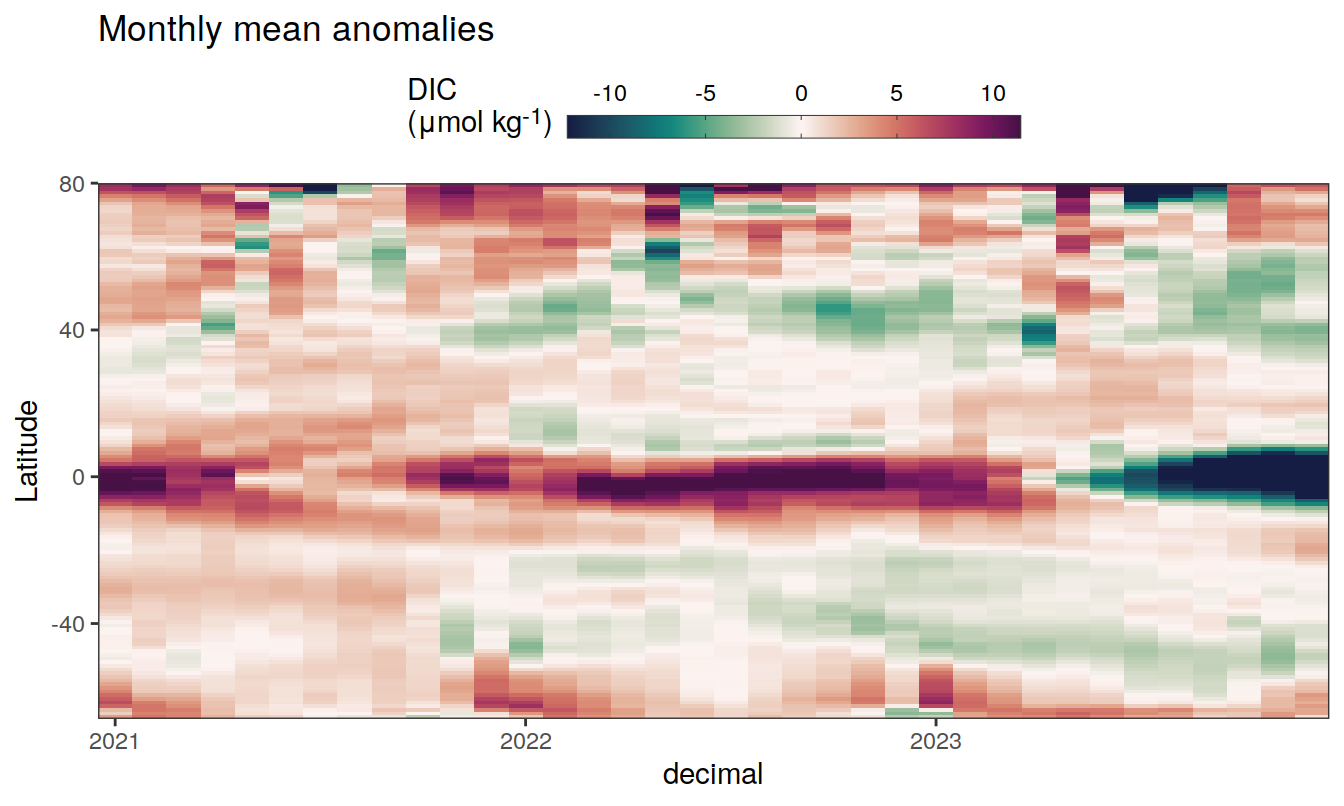 Monthly mean anomalies
DIC
(µmol kg-1)
-10 -5 0 5 10
80
40
0
-40
Latitude
2021 2022 2023
decimal